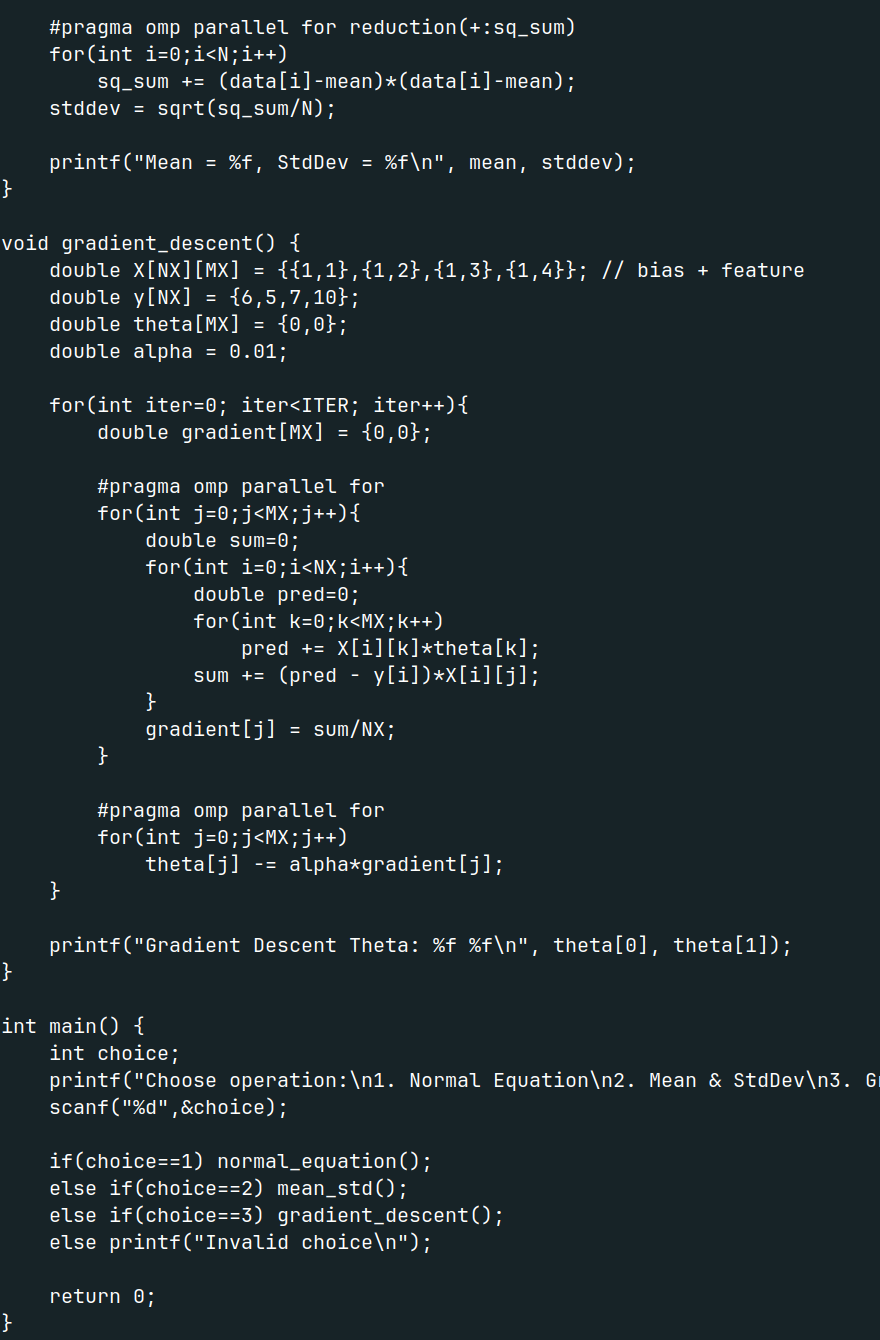 #pragma omp parallel for reduction(+:sq_sum)
    for(int i=0;i<N;i++)
        sq_sum += (data[i]-mean)*(data[i]-mean);
    stddev = sqrt(sq_sum/N);

    printf("Mean = %f, StdDev = %f\n", mean, stddev);
}

void gradient_descent() {
    double X[NX][MX] = {{1,1},{1,2},{1,3},{1,4}}; // bias + feature
    double y[NX] = {6,5,7,10};
    double theta[MX] = {0,0};
    double alpha = 0.01;

    for(int iter=0; iter<ITER; iter++){
        double gradient[MX] = {0,0};

        #pragma omp parallel for
        for(int j=0;j<MX;j++){
            double sum=0;
            for(int i=0;i<NX;i++){
                double pred=0;
                for(int k=0;k<MX;k++)
                    pred += X[i][k]*theta[k];
                sum += (pred - y[i])*X[i][j];
            }
            gradient[j] = sum/NX;
        }

        #pragma omp parallel for
        for(int j=0;j<MX;j++)
            theta[j] -= alpha*gradient[j];
    }

    printf("Gradient Descent Theta: %f %f\n", theta[0], theta[1]);
}

int main() {
    int choice;
    printf("Choose operation:\n1. Normal Equation\n2. Mean & StdDev\n3. G
    scanf("%d",&choice);

    if(choice==1) normal_equation();
    else if(choice==2) mean_std();
    else if(choice==3) gradient_descent();
    else printf("Invalid choice\n");

    return 0;
}